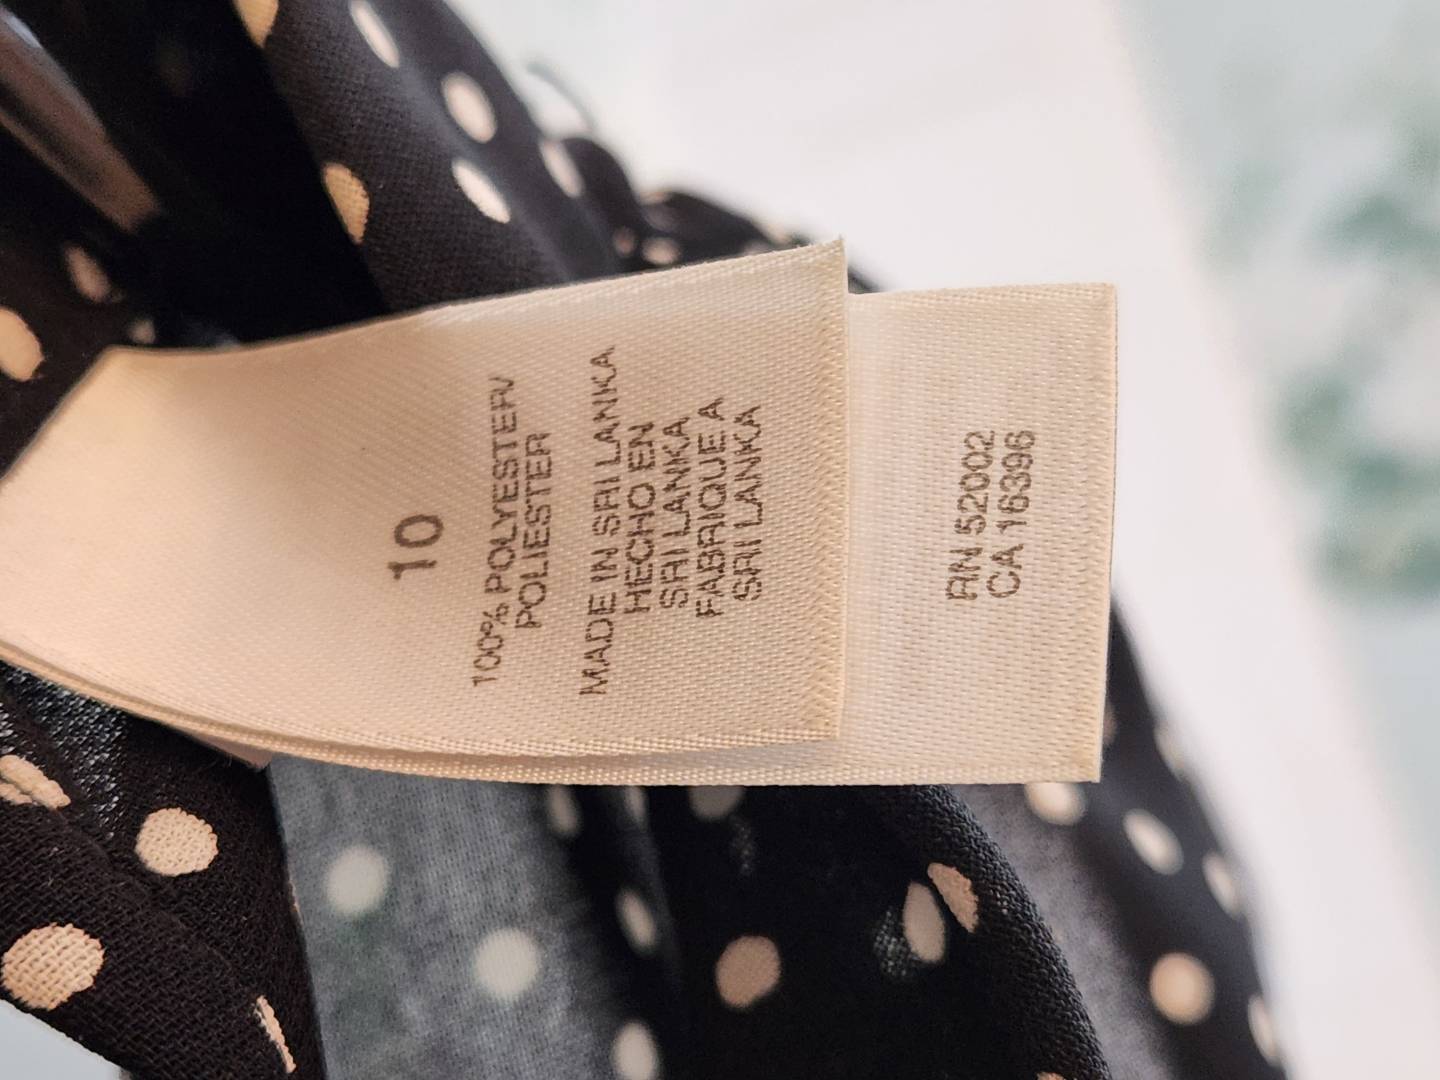 10
100% POLYESTER/
POLIESTER
MADE IN SRI LANKA
HECHO EN
SRI LANKA
FABRIQUE A
SRI LANKA
RN 52002
CA 16396